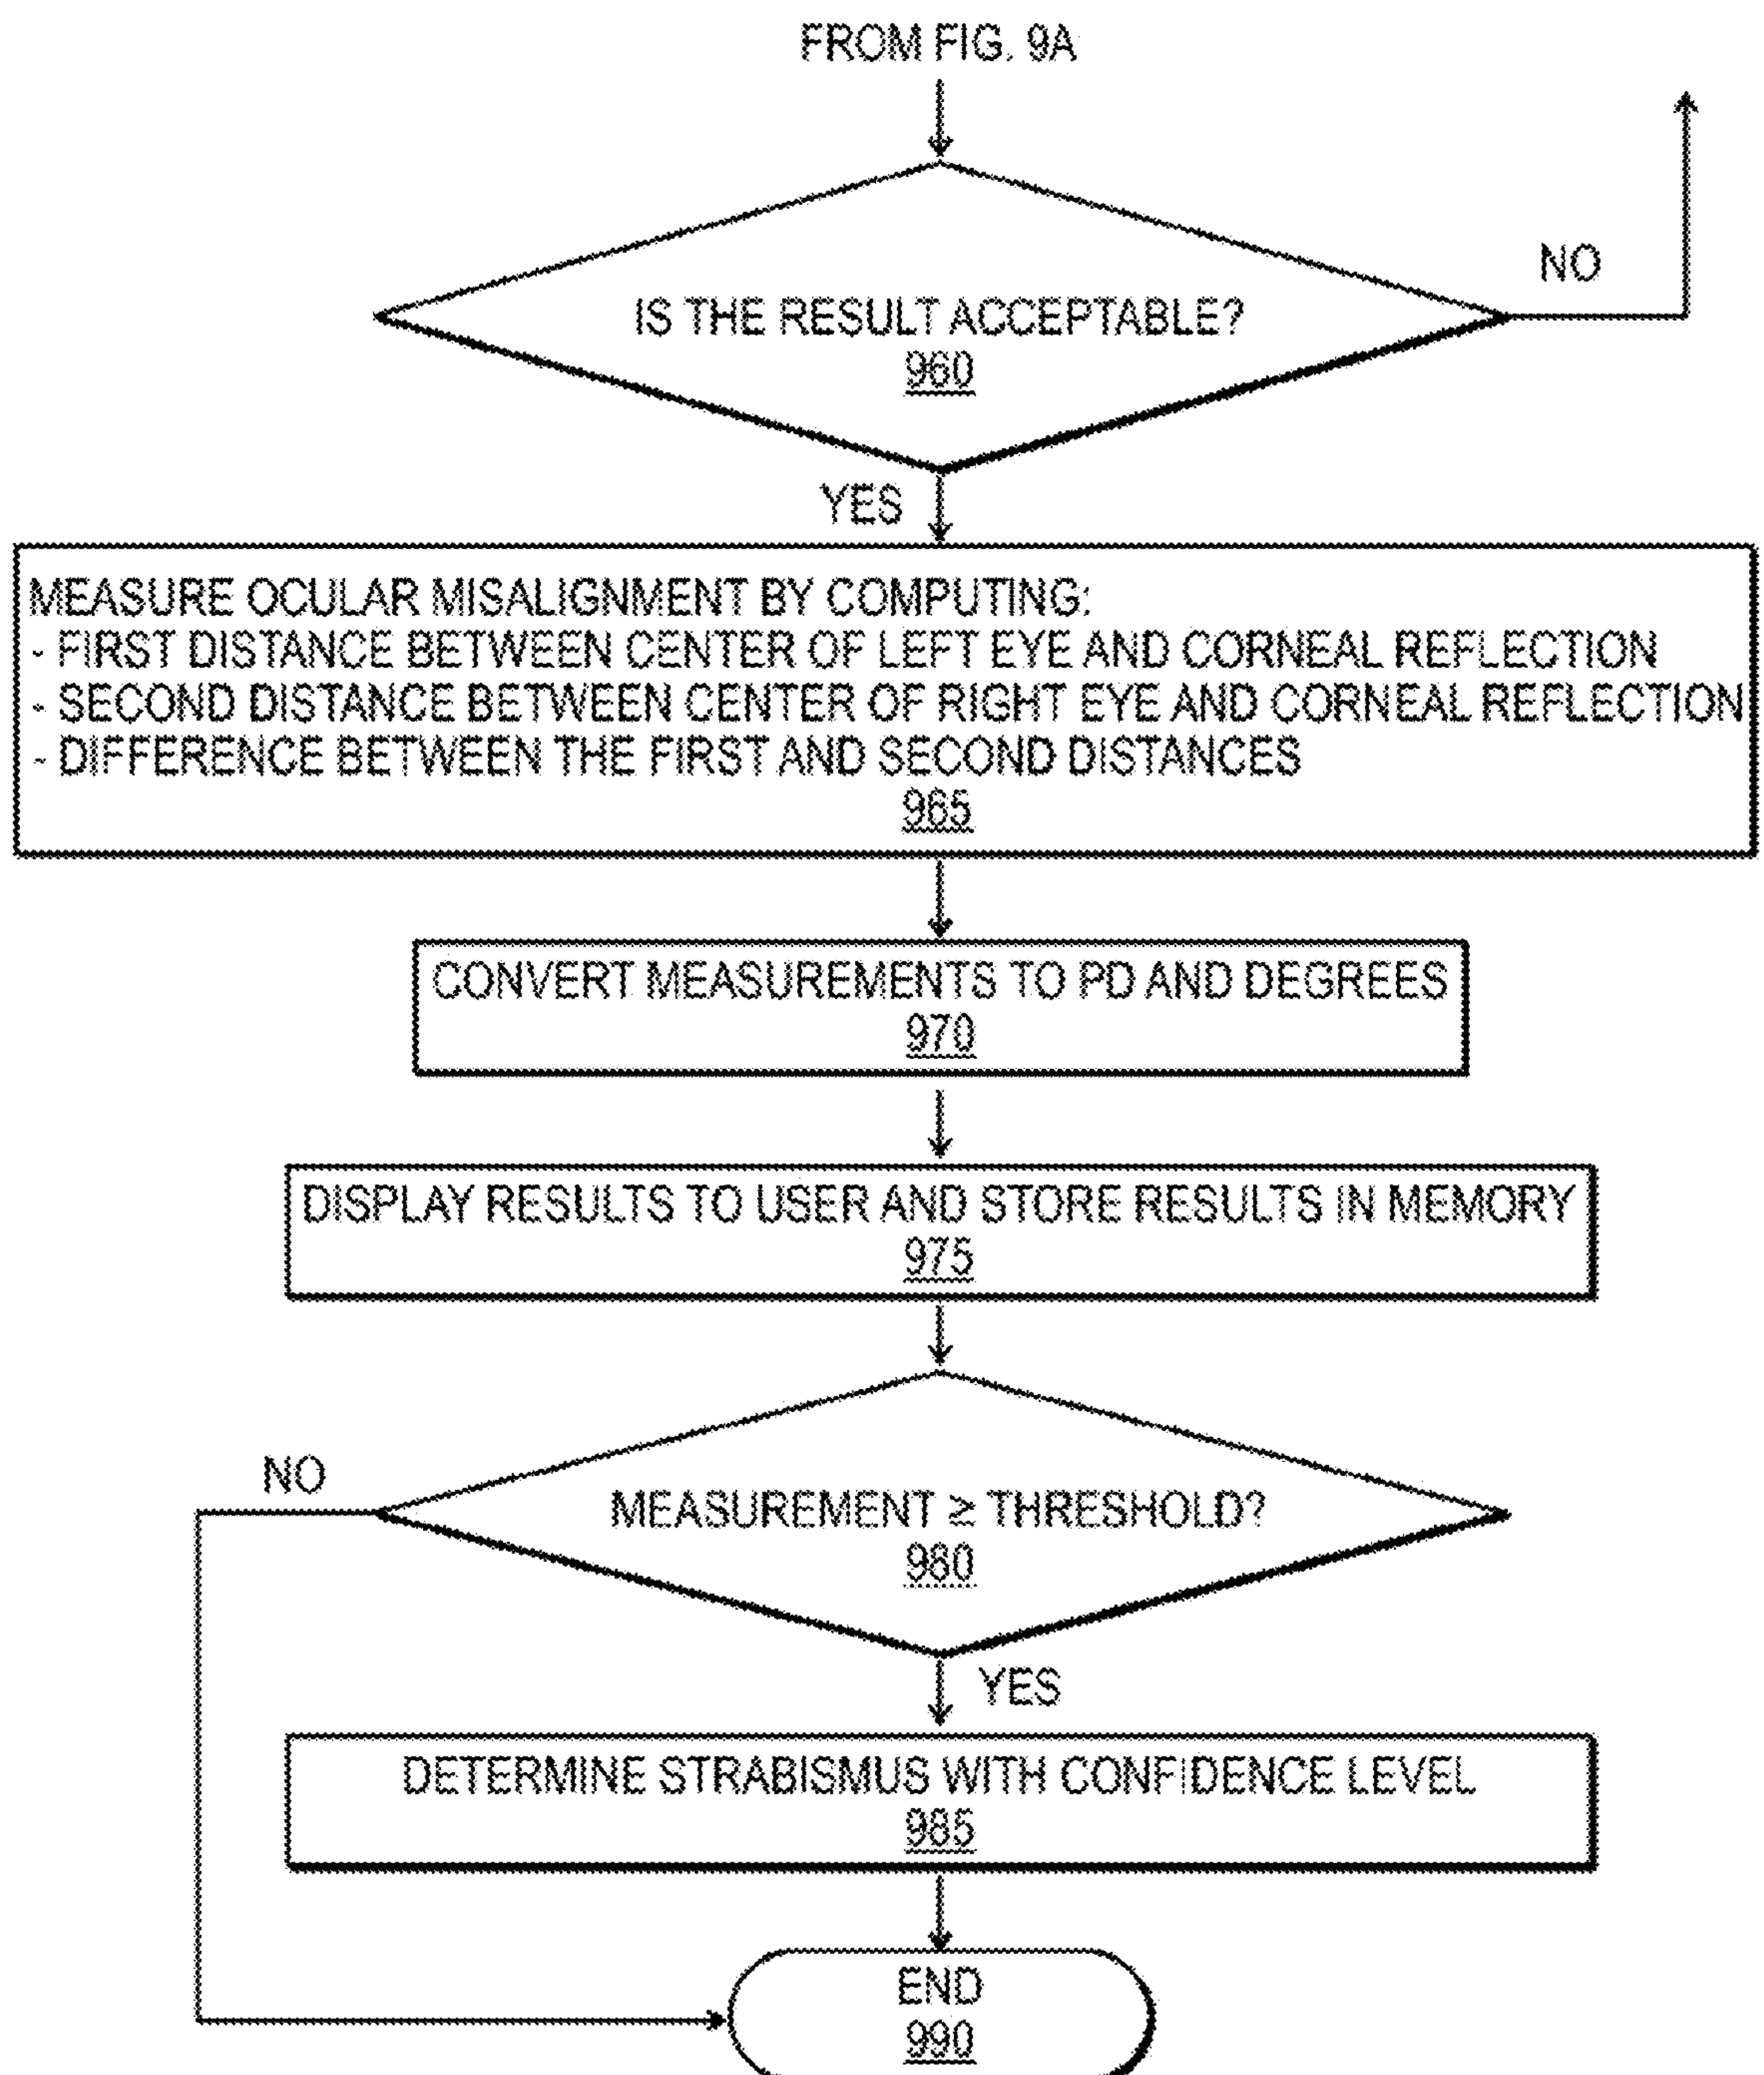 FROM FIG. 9A
NO
IS THE RESULT ACCEPTABLE?
960
YES
MEASURE OCULAR MISALIGNMENT BY COMPUTING:
- FIRST DISTANCE BETWEEN CENTER OF LEFT EYE AND CORNEAL REFLECTION
- SECOND DISTANCE BETWEEN CENTER OF RIGHT EYE AND CORNEAL REFLECTION
- DIFFERENCE BETWEEN THE FIRST AND SECOND DISTANCES
965
CONVERT MEASUREMENTS TO PD AND DEGREES
970
DISPLAY RESULTS TO USER AND STORE RESULTS IN MEMORY
975
NO
MEASUREMENT ≥ THRESHOLD?
980
YES
DETERMINE STRABISMUS WITH CONFIDENCE LEVEL
985
END
990